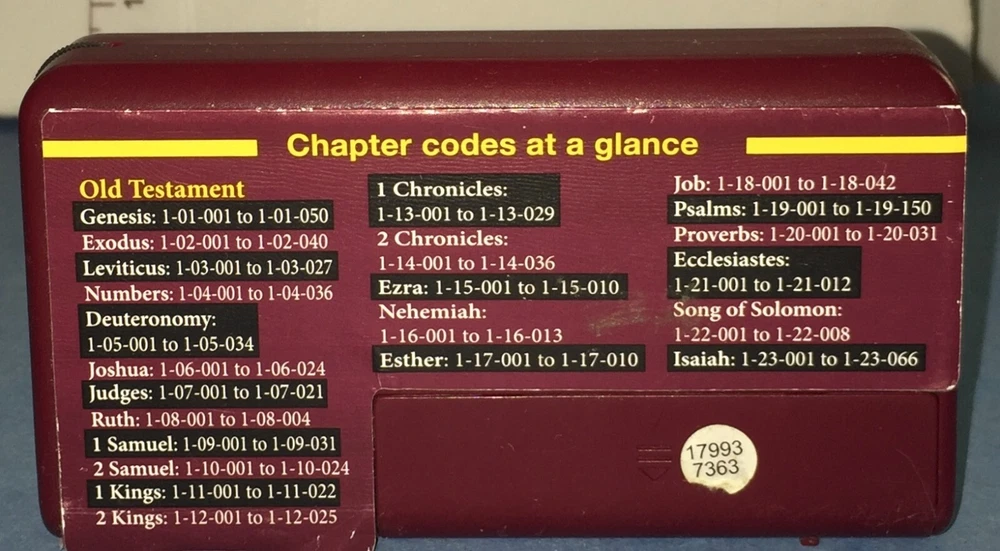 Chapter codes at a glance
Old Testament
Genesis: 1-01-001 to 1-01-050
Exodus: 1-02-001 to 1-02-040
Leviticus: 1-03-001 to 1-03-027
Numbers: 1-04-001 to 1-04-036
Deuteronomy:
1-05-001 to 1-05-034
Joshua: 1-06-001 to 1-06-024
Judges: 1-07-001 to 1-07-021
Ruth: 1-08-001 to 1-08-004
1 Samuel: 1-09-001 to 1-09-031
2 Samuel: 1-10-001 to 1-10-024
1 Kings: 1-11-001 to 1-11-022
2 Kings: 1-12-001 to 1-12-025
1 Chronicles:
1-13-001 to 1-13-029
2 Chronicles:
1-14-001 to 1-14-036
Ezra: 1-15-001 to 1-15-010
Nehemiah:
1-16-001 to 1-16-013
Esther: 1-17-001 to 1-17-010
Job: 1-18-001 to 1-18-042
Psalms: 1-19-001 to 1-19-150
Proverbs: 1-20-001 to 1-20-031
Ecclesiastes:
1-21-001 to 1-21-012
Song of Solomon:
1-22-001 to 1-22-008
Isaiah: 1-23-001 to 1-23-066
17993
7363